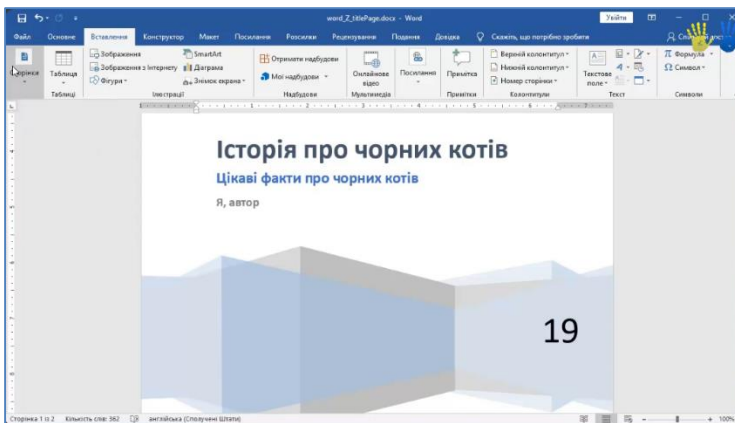 word_Z_titlePage.docx - Word
Увійти
Файл Основне Вставлення Конструктор Макет Посилання Розсилки Рецензування Подання Довідка Скажіть, що потрібно зробити
Сторінки
Таблиця
Таблиці
Зображення
Зображення з Інтернету
Фігури
SmartArt
Діаграма
Знімок екрана
Ілюстрації
Отримати надбудови
Мої надбудови
Надбудови
Онлайнове відео
Мультимедіа
Посилання
Примітка
Примітки
Верхній колонтитул
Нижній колонтитул
Номер сторінки
Колонтитули
Текстове поле
Текст
Формула
Символ
Символи
Історія про чорних котів
Цікаві факти про чорних котів
Я, автор
19
Сторінка 1 із 2 Кількість слів: 362 англійська (Сполучені Штати)
100%